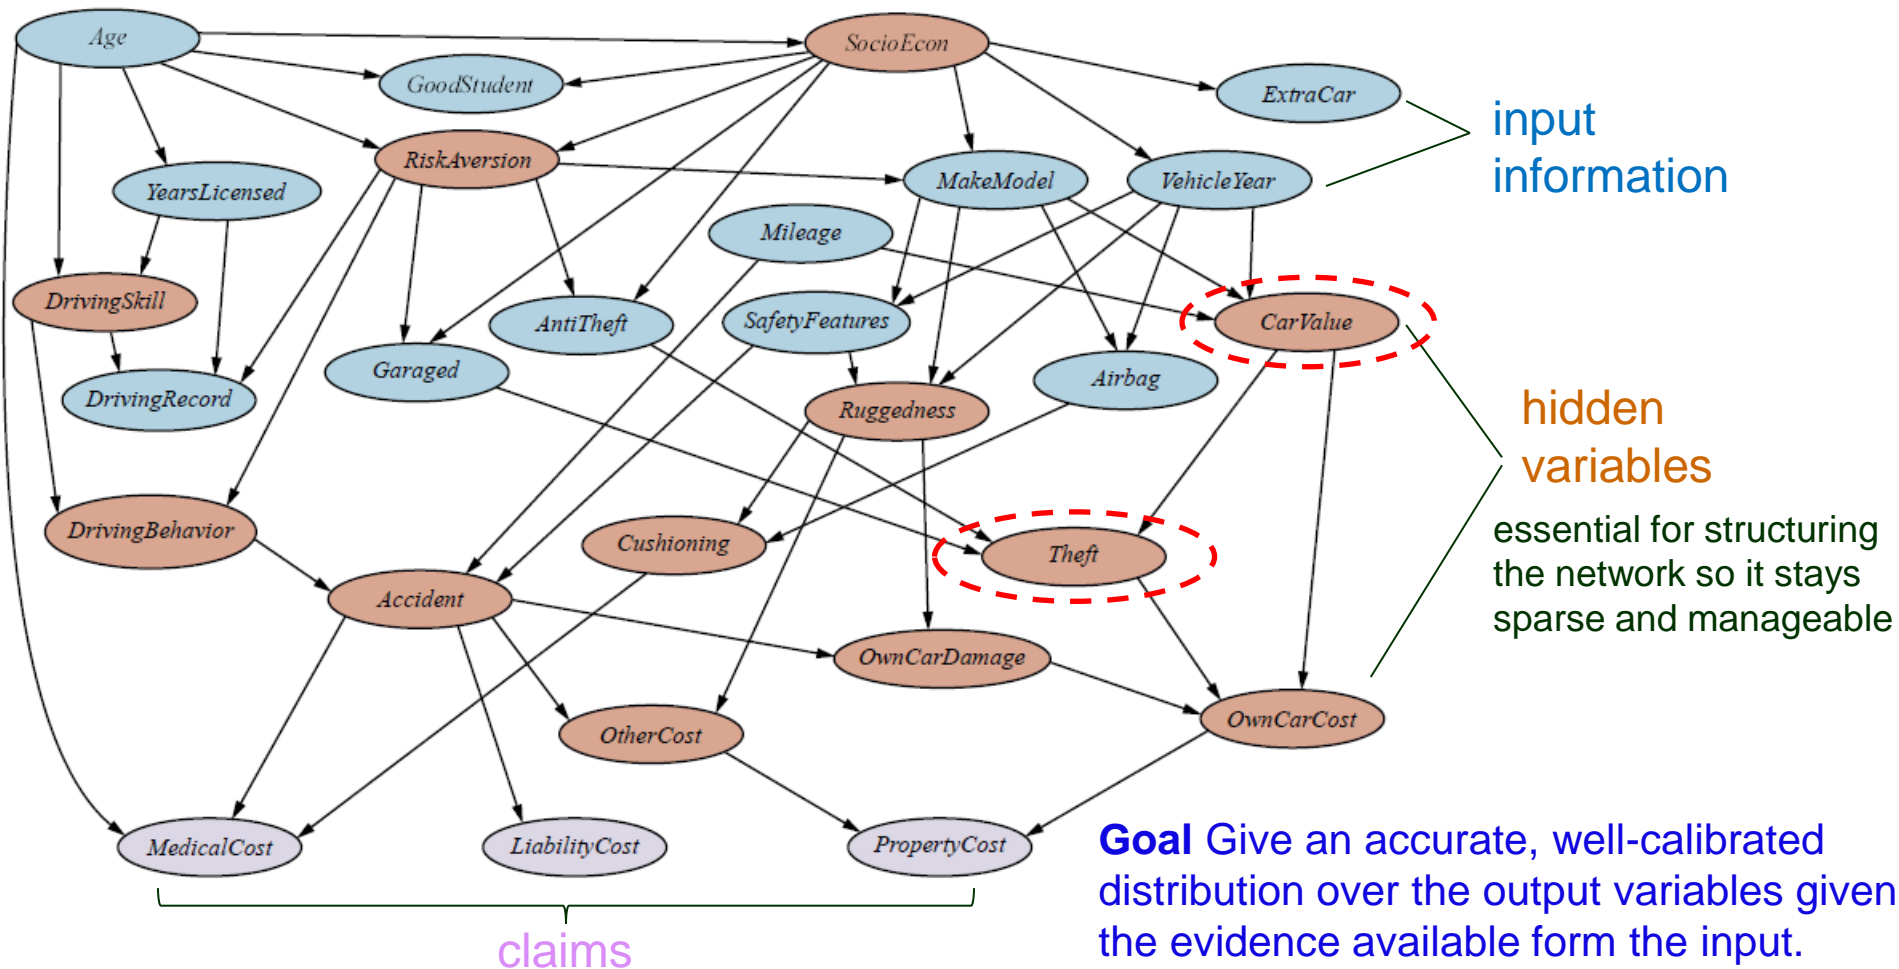 Age
SocioEcon
GoodStudent
ExtraCar
input
information
RiskAversion
YearsLicensed
MakeModel
VehicleYear
Mileage
DrivingSkill
AntiTheft
SafetyFeatures
CarValue
Garaged
Airbag
DrivingRecord
Ruggedness
hidden
variables
essential for structuring
the network so it stays
sparse and manageable
DrivingBehavior
Cushioning
Theft
Accident
OwnCarDamage
OtherCost
OwnCarCost
MedicalCost
LiabilityCost
PropertyCost
claims
Goal Give an accurate, well-calibrated
distribution over the output variables given
the evidence available form the input.